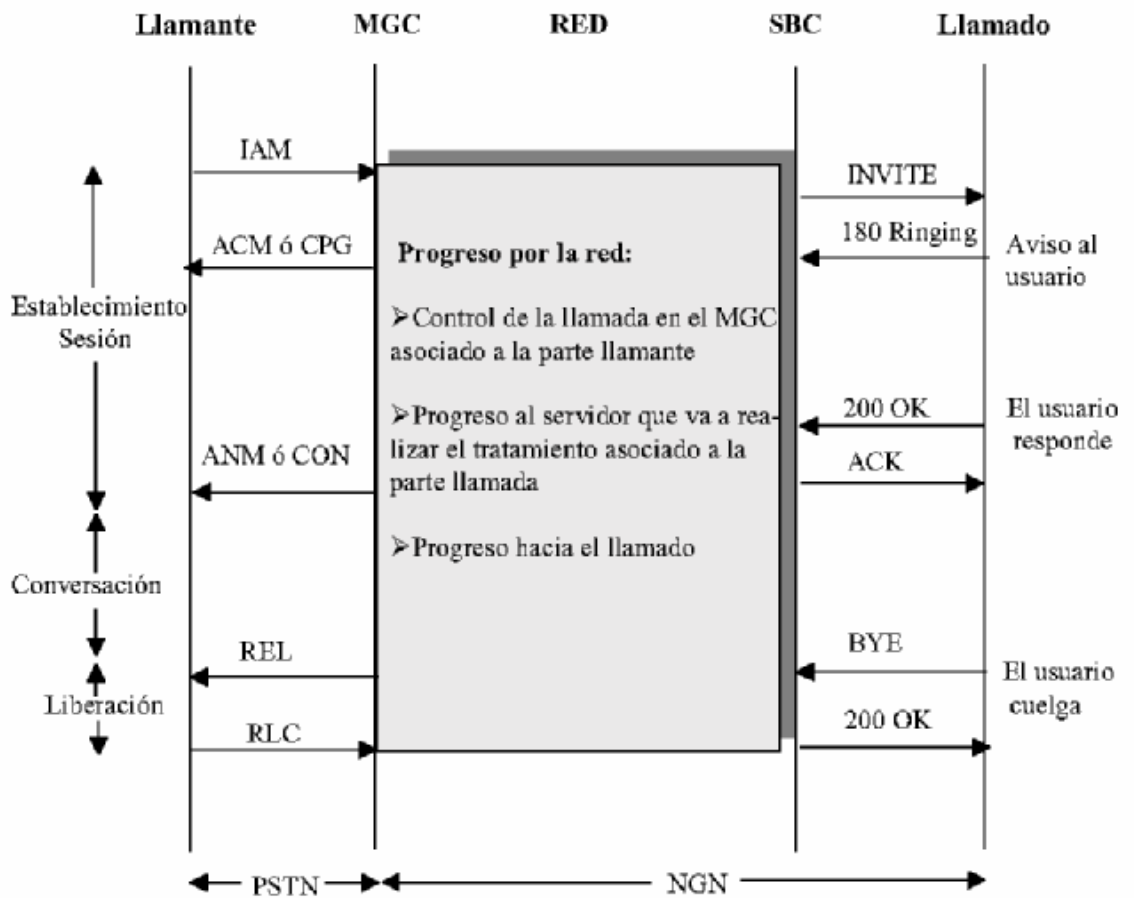 Llamante MGC RED SBC Llamado
IAM
INVITE
180 Ringing
ACM ó CPG
Progreso por la red:
Aviso al
usuario
Establecimiento
Sesión
➢Control de la llamada en el MGC
asociado a la parte llamante
200 OK
El usuario
responde
➢Progreso al servidor que va a rea-
lizar el tratamiento asociado a la
parte llamada
ANM ó CON
ACK
➢Progreso hacia el llamado
Conversación
REL
BYE
El usuario
cuelga
Liberación
RLC
200 OK
PSTN
NGN